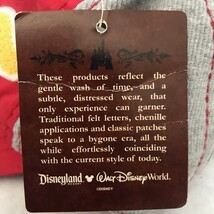 These products reflect the
gentle wash of time, and a
subtle, distressed wear, that
only experience can garner.
Traditional felt letters, chenille
applications and classic patches
speak to a bygone era, all the
while effortlessly coinciding
with the current style of today.
Disneyland Walt Disney World.
©DISNEY